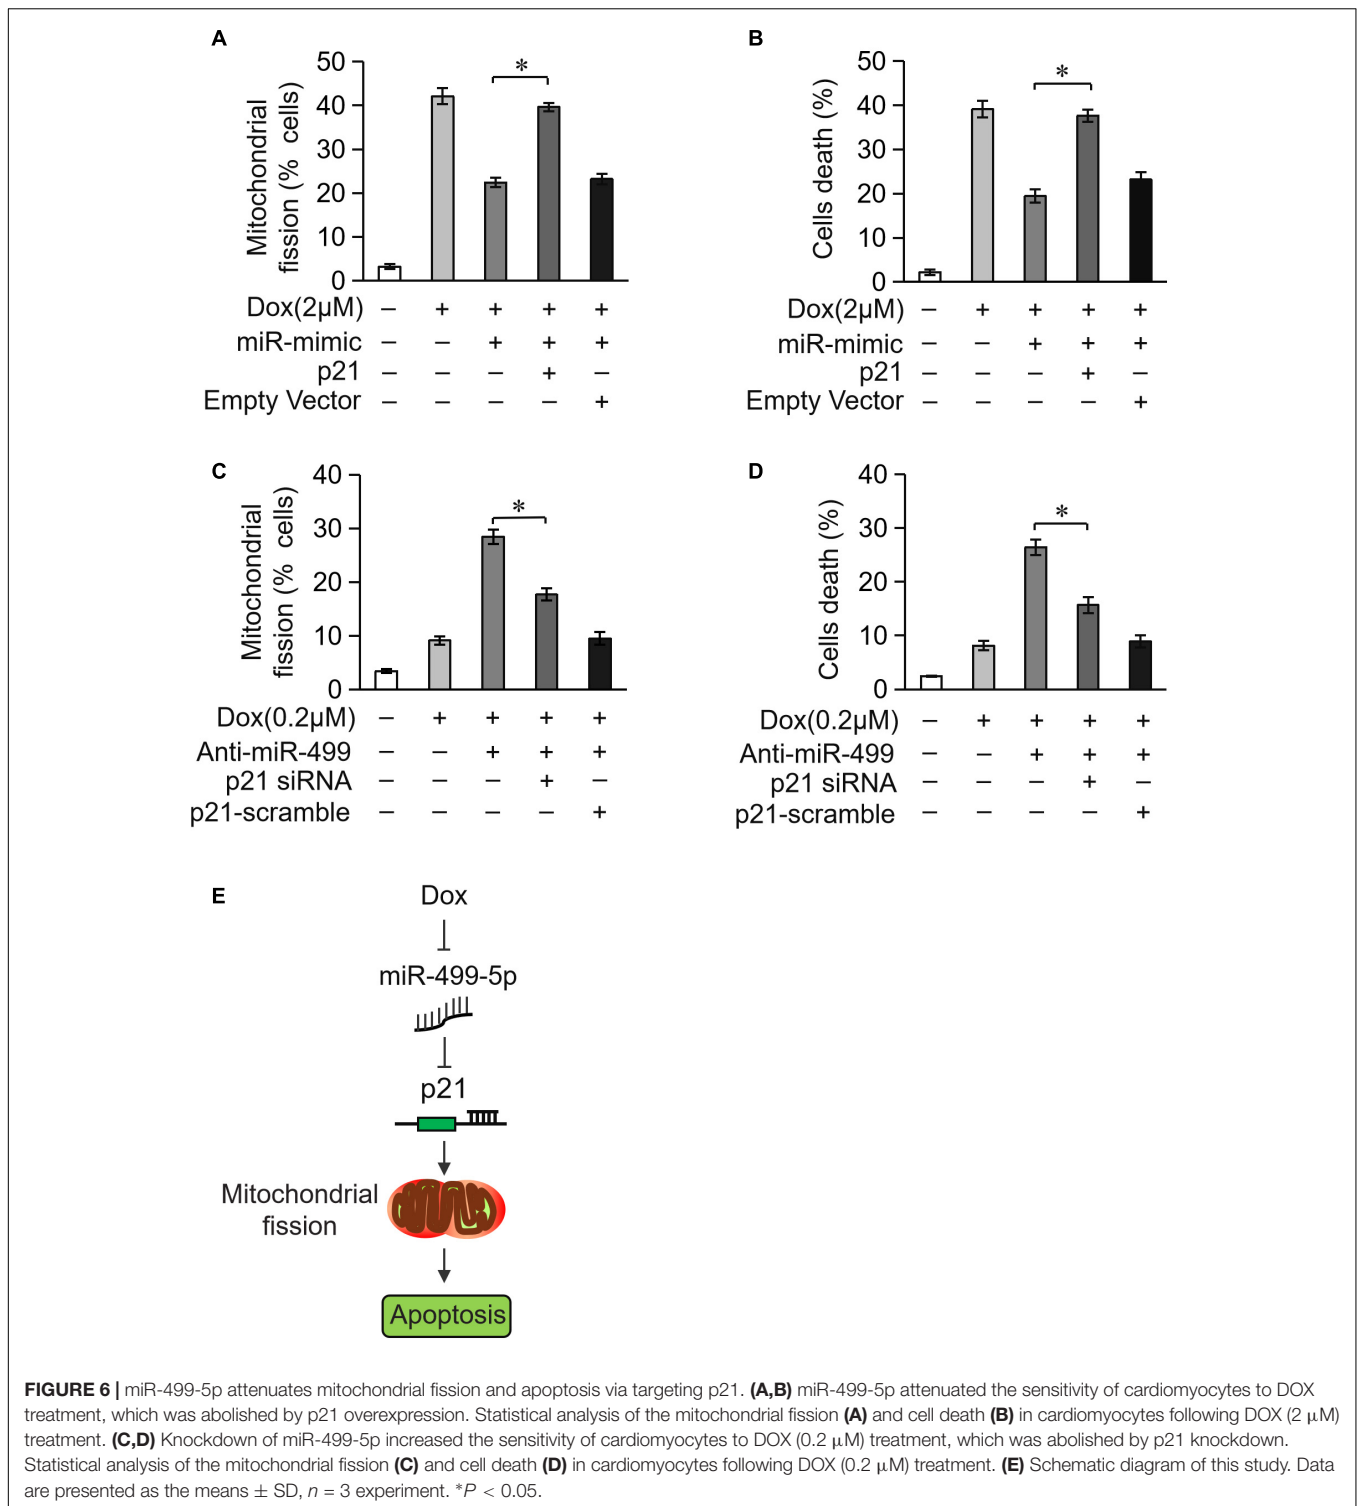 A
50
40
30
20
10
0
Mitochondrial
fission (% cells)
*
Dox(2μM) – + + + +
miR-mimic – – + + +
p21 – – – + –
Empty Vector – – – – +
B
50
40
30
20
10
0
Cells death (%)
*
Dox(2μM) – + + + +
miR-mimic – – + + +
p21 – – – + –
Empty Vector – – – – +
C
40
30
20
10
0
Mitochondrial
fission (% cells)
*
Dox(0.2μM) – + + + +
Anti-miR-499 – – + + +
p21 siRNA – – – + –
p21-scramble – – – – +
D
40
30
20
10
0
Cells death (%)
*
Dox(0.2μM) – + + + +
Anti-miR-499 – – + + +
p21 siRNA – – – + –
p21-scramble – – – – +
E
Dox
miR-499-5p
p21
Mitochondrial
fission
Apoptosis
FIGURE 6 | miR-499-5p attenuates mitochondrial fission and apoptosis via targeting p21. (A,B) miR-499-5p attenuated the sensitivity of cardiomyocytes to DOX
treatment, which was abolished by p21 overexpression. Statistical analysis of the mitochondrial fission (A) and cell death (B) in cardiomyocytes following DOX (2 μM)
treatment. (C,D) Knockdown of miR-499-5p increased the sensitivity of cardiomyocytes to DOX (0.2 μM) treatment, which was abolished by p21 knockdown.
Statistical analysis of the mitochondrial fission (C) and cell death (D) in cardiomyocytes following DOX (0.2 μM) treatment. (E) Schematic diagram of this study. Data
are presented as the means ± SD, n = 3 experiment. *P < 0.05.